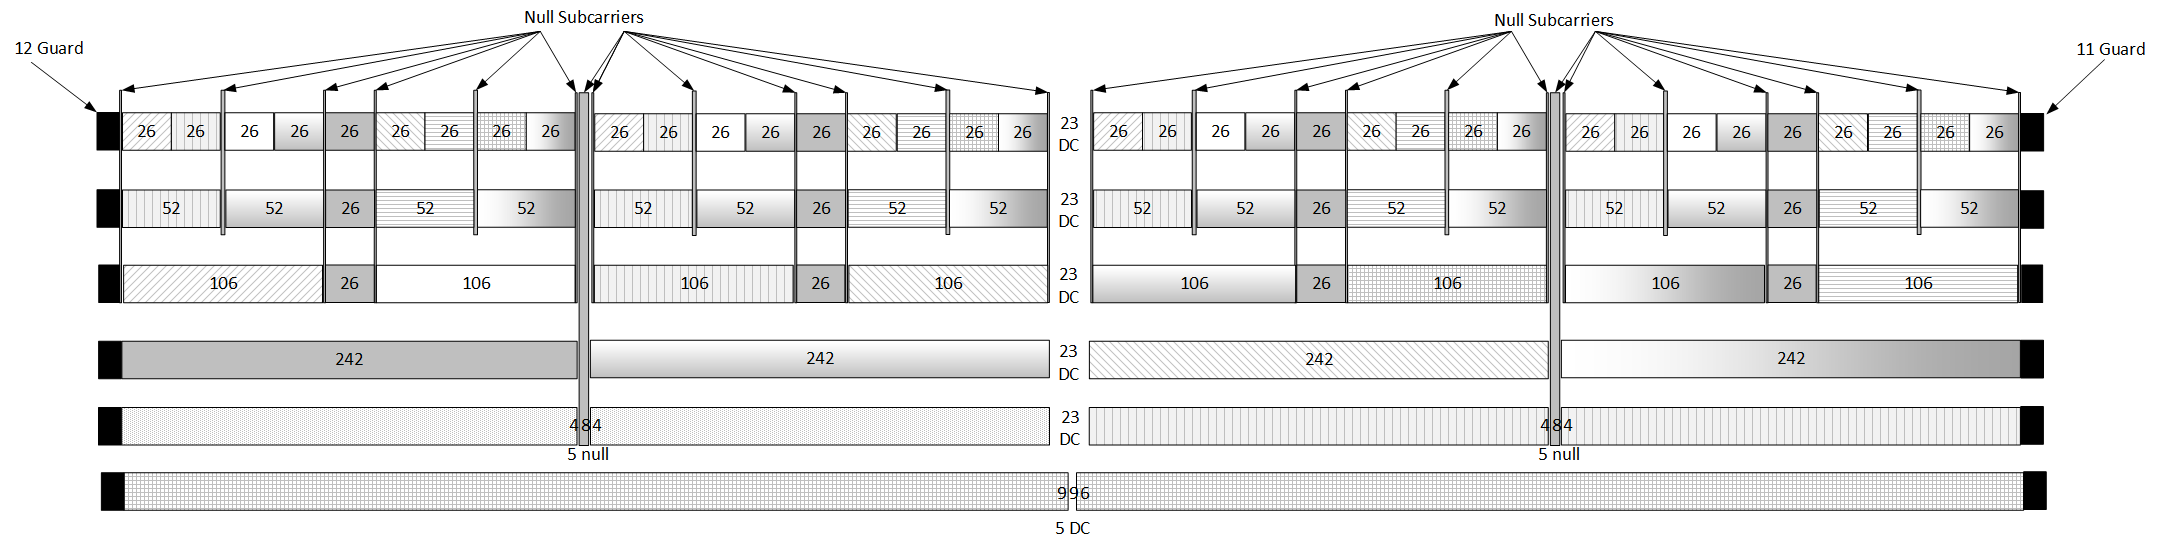 Null Subcarriers
Null Subcarriers
12 Guard
11 Guard
26 26 26 26 26 26 26 26 26 26 26 26 26 26 26 26 26 26 23 DC 26 26 26 26 26 26 26 26 26 26 26 26 26 26 26 26 26 26
52 52 26 52 52 52 52 26 52 52 23 DC 52 52 26 52 52 52 52 26 52 52
106 26 106 106 26 106 23 DC 106 26 106 106 26 106
242 242 23 DC 242 242
484 23 DC 484
5 null 5 null
996
5 DC